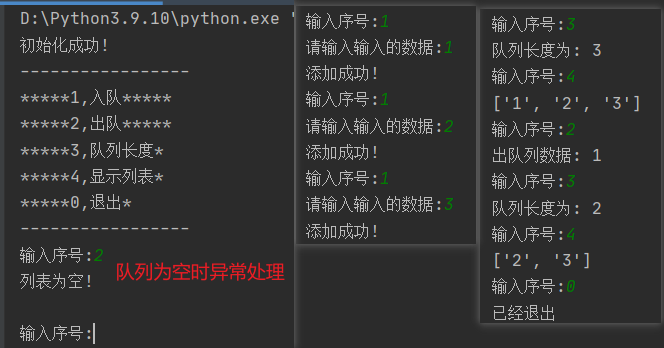 D:\Python3.9.10\python.exe "
初始化成功!
-----------------
*****1,入队*****
*****2,出队*****
*****3,队列长度*
*****4,显示列表*
*****0,退出*
-----------------
输入序号:2
列表为空!
队列为空时异常处理
输入序号:
输入序号:1
请输入输入的数据:1
添加成功!
输入序号:1
请输入输入的数据:2
添加成功!
输入序号:1
请输入输入的数据:3
添加成功!
输入序号:3
队列长度为: 3
输入序号:4
['1', '2', '3']
输入序号:2
出队列数据: 1
输入序号:3
队列长度为: 2
输入序号:4
['2', '3']
输入序号:0
已经退出